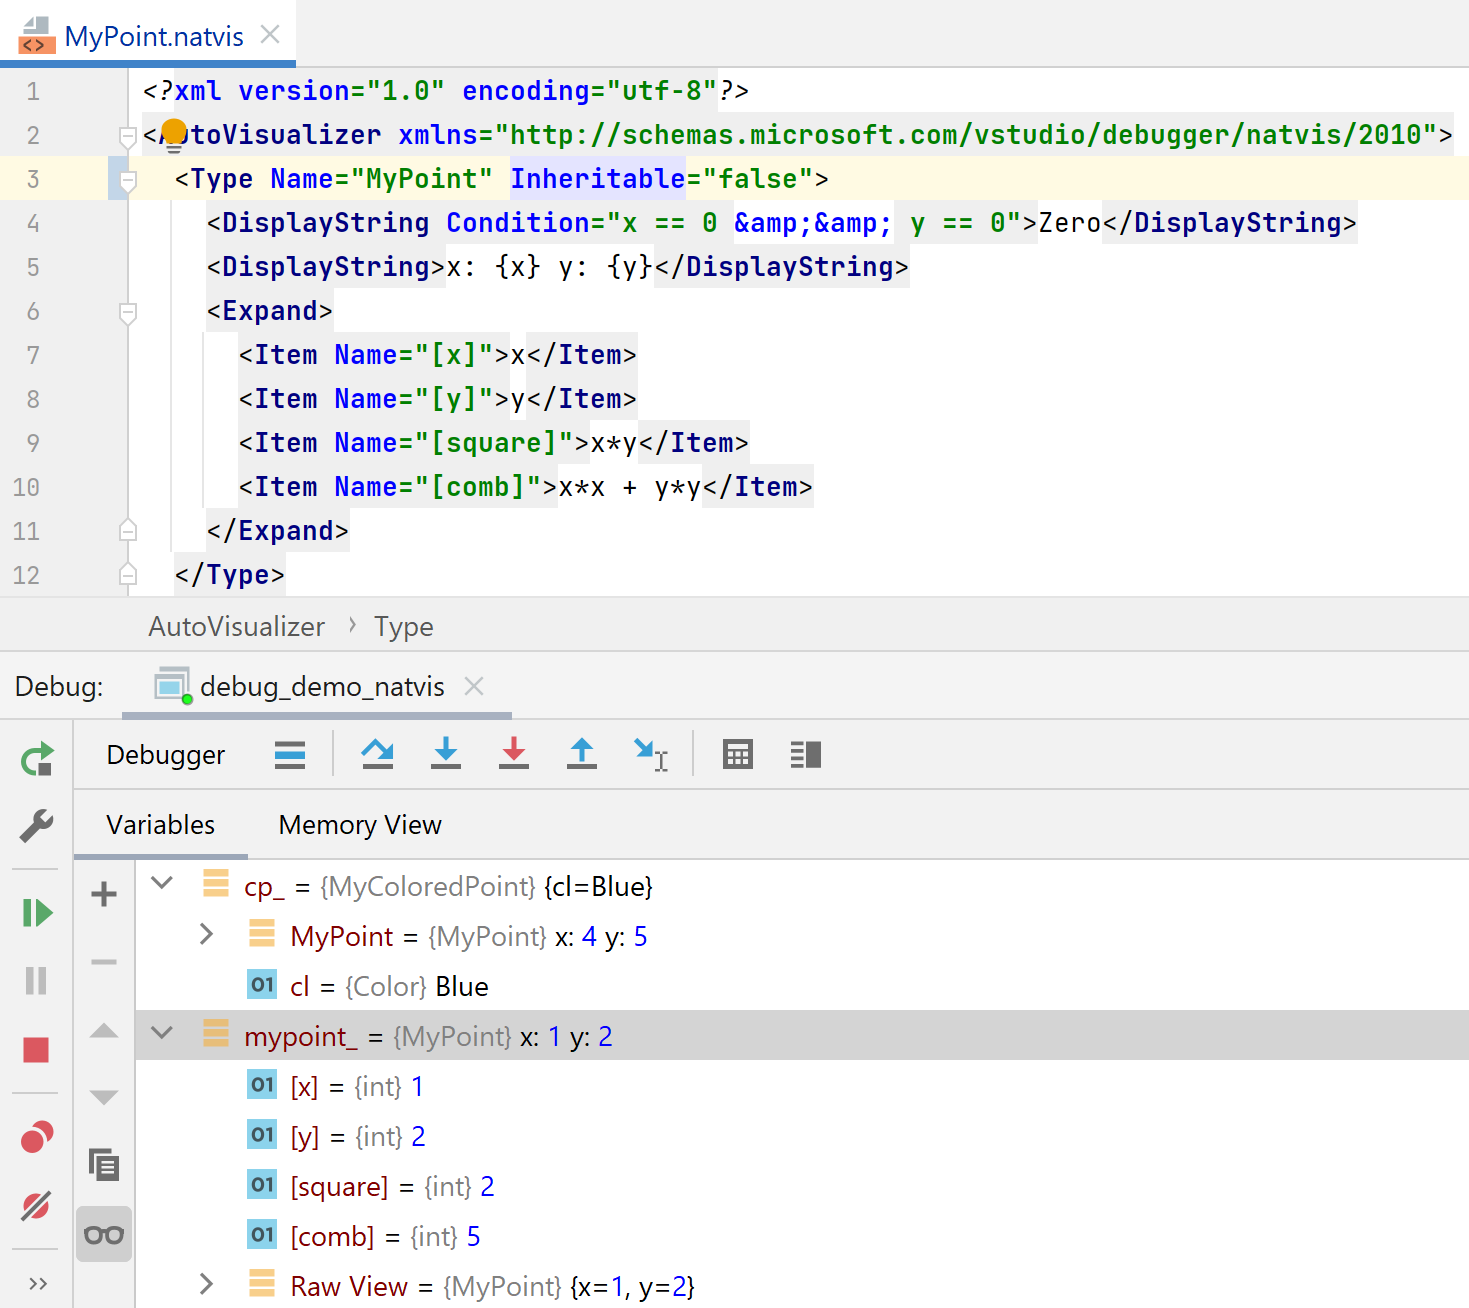 MyPoint.natvis
1 <?xml version="1.0" encoding="utf-8"?>
2 <AutoVisualizer xmlns="http://schemas.microsoft.com/vstudio/debugger/natvis/2010">
3 <Type Name="MyPoint" Inheritable="false">
4 <DisplayString Condition="x == 0 &amp;&amp; y == 0">Zero</DisplayString>
5 <DisplayString>x: {x} y: {y}</DisplayString>
6 <Expand>
7 <Item Name="[x]">x</Item>
8 <Item Name="[y]">y</Item>
9 <Item Name="[square]">x*y</Item>
10 <Item Name="[comb]">x*x + y*y</Item>
11 </Expand>
12 </Type>
AutoVisualizer › Type
Debug: debug_demo_natvis
Debugger
Variables Memory View
cp_ = {MyColoredPoint} {cl=Blue}
MyPoint = {MyPoint} x: 4 y: 5
01 cl = {Color} Blue
mypoint_ = {MyPoint} x: 1 y: 2
01 [x] = {int} 1
01 [y] = {int} 2
01 [square] = {int} 2
01 [comb] = {int} 5
Raw View = {MyPoint} {x=1, y=2}